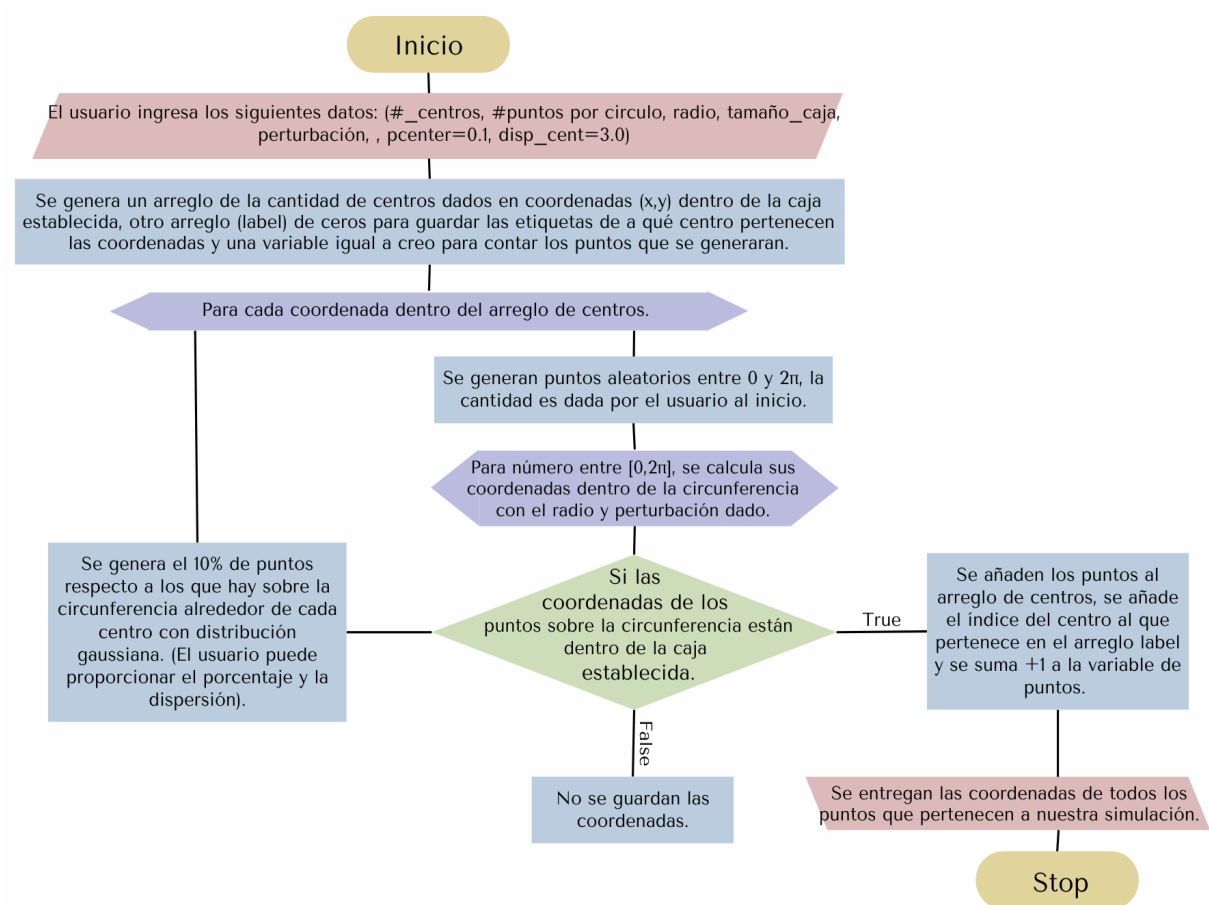 Inicio
El usuario ingresa los siguientes datos: (#_centros, #puntos por circulo, radio, tamaño_caja,
perturbación, , pcenter=0.1, disp_cent=3.0)
Se genera un arreglo de la cantidad de centros dados en coordenadas (x,y) dentro de la caja
establecida, otro arreglo (label) de ceros para guardar las etiquetas de a qué centro pertenecen
las coordenadas y una variable igual a creo para contar los puntos que se generaran.
Para cada coordenada dentro del arreglo de centros.
Se generan puntos aleatorios entre 0 y 2π, la
cantidad es dada por el usuario al inicio.
Para número entre [0,2π], se calcula sus
coordenadas dentro de la circunferencia
con el radio y perturbación dado.
Se genera el 10% de puntos
respecto a los que hay sobre la
circunferencia alrededor de cada
centro con distribución
gaussiana. (El usuario puede
proporcionar el porcentaje y la
dispersión).
Si las
coordenadas de los
puntos sobre la circunferencia están
dentro de la caja
establecida.
True
Se añaden los puntos al
arreglo de centros, se añade
el índice del centro al que
pertenece en el arreglo label
y se suma +1 a la variable de
puntos.
False
No se guardan las
coordenadas.
Se entregan las coordenadas de todos los
puntos que pertenecen a nuestra simulación.
Stop